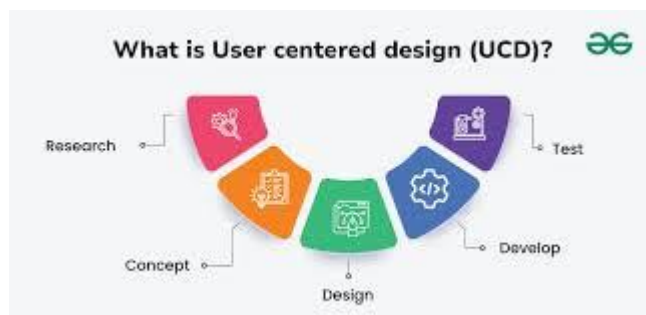 What is User centered design (UCD)?
Research
Test
Concept
Develop
Design